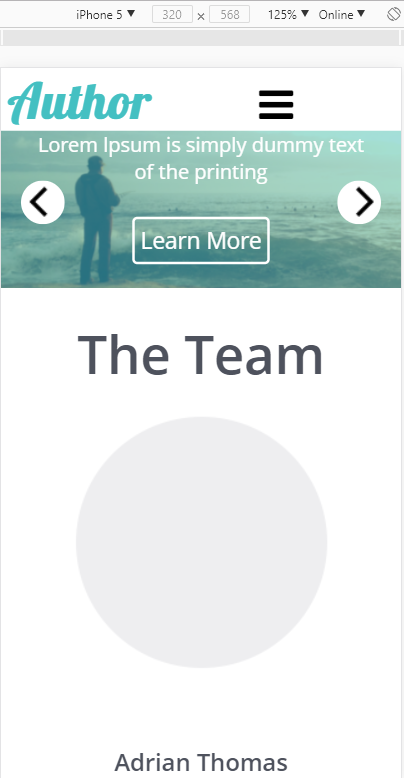 iPhone 5 320 × 568 125% Online
Author
Lorem Ipsum is simply dummy text
of the printing
Learn More
The Team
Adrian Thomas